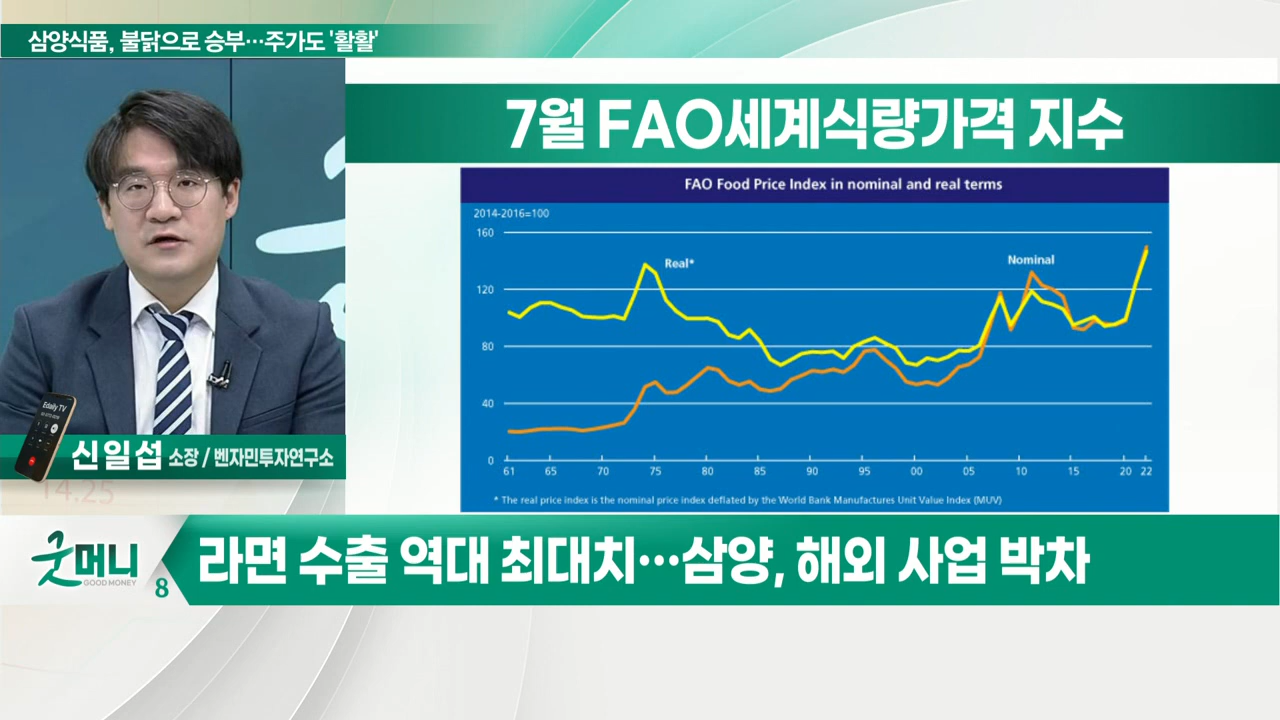 삼양식품, 불닭으로 승부…주가도 '활활'
7월 FAO세계식량가격 지수
FAO Food Price Index in nominal and real terms
2014-2016=100
160
120
80
40
0
Real*
Nominal
61 65 70 75 80 85 90 95 00 05 10 15 20 22
* The real price index is the nominal price index deflated by the World Bank Manufactures Unit Value Index (MUV)
Edaily TV
신일섭 소장 / 벤자민투자연구소
14.25
굿머니
GOOD MONEY
8
라면 수출 역대 최대치…삼양, 해외 사업 박차